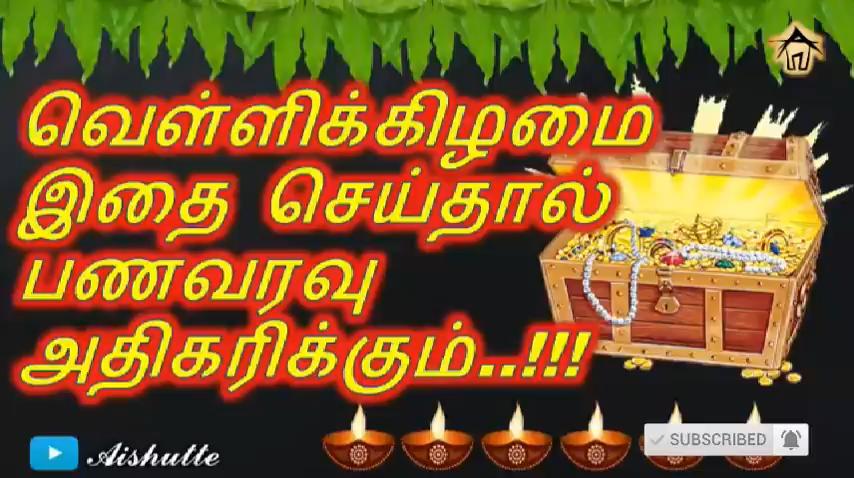 வெள்ளிக்கிழமை
இதை செய்தால்
பணவரவு
அதிகரிக்கும்..!!!
SUBSCRIBED
Aishutte